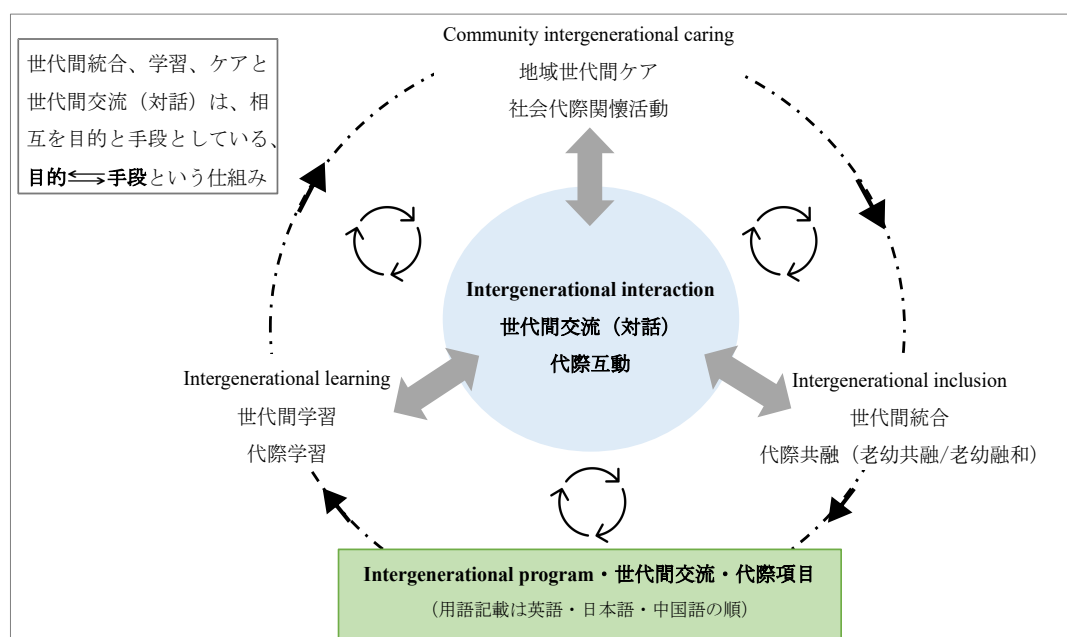 Community intergenerational caring
地域世代間ケア
社会代際関懐活動
世代間統合、学習、ケアと
世代間交流（対話）は、相
互を目的と手段としている、
目的⟺手段という仕組み
Intergenerational interaction
世代間交流（対話）
代際互動
Intergenerational learning
世代間学習
代際学習
Intergenerational inclusion
世代間統合
代際共融（老幼共融/老幼融和）
Intergenerational program・世代間交流・代際項目
（用語記載は英語・日本語・中国語の順）